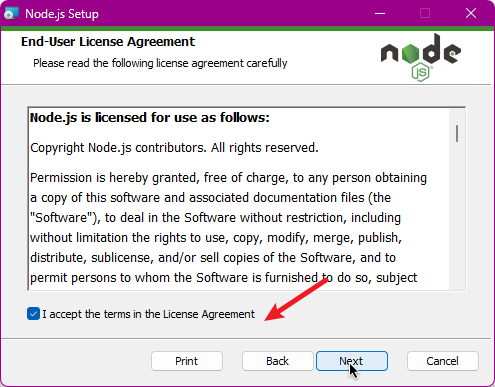 Node.js Setup
End-User License Agreement
Please read the following license agreement carefully
node
JS
Node.js is licensed for use as follows:
Copyright Node.js contributors. All rights reserved.
Permission is hereby granted, free of charge, to any person obtaining
a copy of this software and associated documentation files (the
"Software"), to deal in the Software without restriction, including
without limitation the rights to use, copy, modify, merge, publish,
distribute, sublicense, and/or sell copies of the Software, and to
permit persons to whom the Software is furnished to do so, subject
I accept the terms in the License Agreement
Print
Back
Next
Cancel